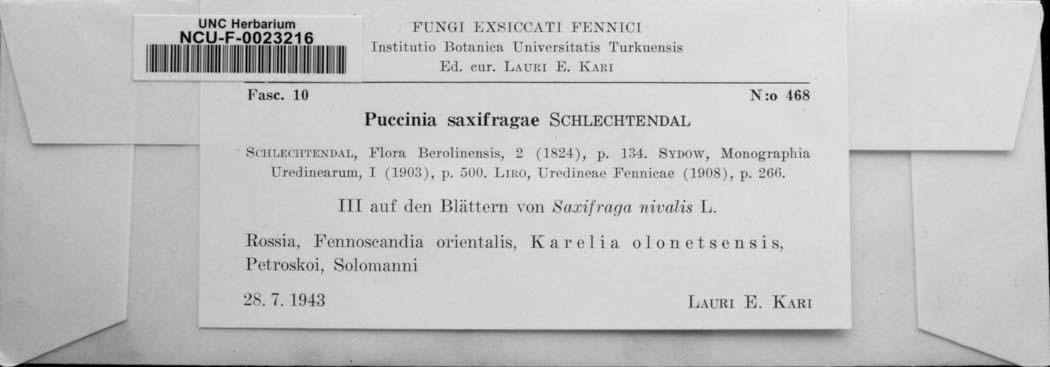 UNC Herbarium
NCU-F-0023216
FUNGI EXSICCATI FENNICI
Institutio Botanica Universitatis Turkuensis
Ed. cur. LAURI E. KARI
Fasc. 10 N:o 468
Puccinia saxifragae SCHLECHTENDAL
SCHLECHTENDAL, Flora Berolinensis, 2 (1824), p. 134. SYDOW, Monographia
Uredinearum, I (1903), p. 500. LIRO, Uredineae Fennicae (1908), p. 266.
III auf den Blättern von Saxifraga nivalis L.
Rossia, Fennoscandia orientalis, Karelia olonetsensis,
Petroskoi, Solomanni
28. 7. 1943 LAURI E. KARI